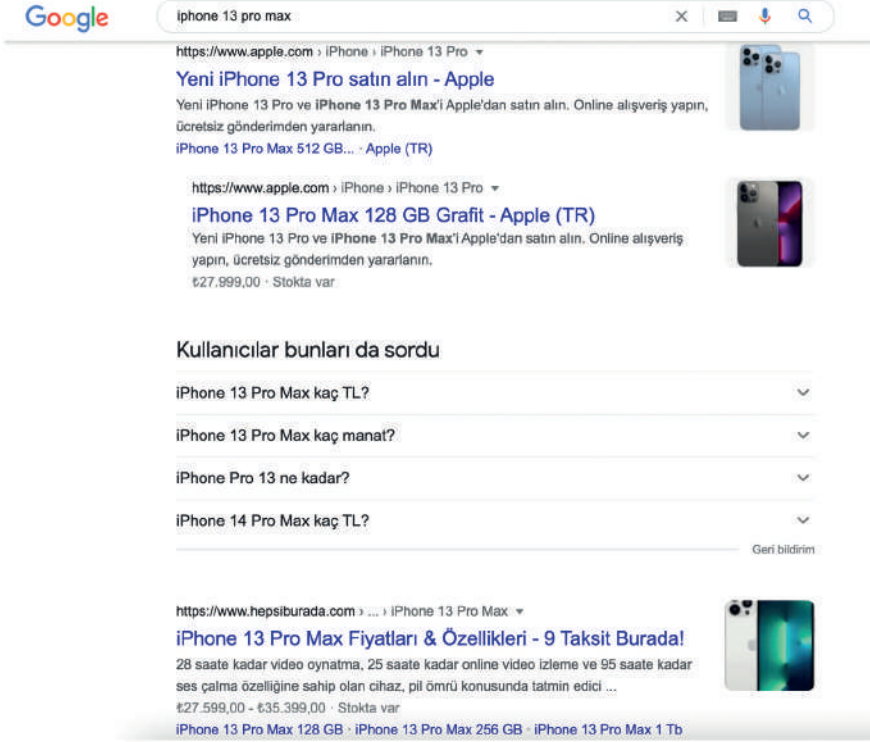 Google
iphone 13 pro max
https://www.apple.com › iPhone › iPhone 13 Pro
Yeni iPhone 13 Pro satın alın - Apple
Yeni iPhone 13 Pro ve iPhone 13 Pro Max'i Apple'dan satın alın. Online alışveriş yapın,
ücretsiz gönderimden yararlanın.
iPhone 13 Pro Max 512 GB... · Apple (TR)
https://www.apple.com › iPhone › iPhone 13 Pro
iPhone 13 Pro Max 128 GB Grafit - Apple (TR)
Yeni iPhone 13 Pro ve iPhone 13 Pro Max'i Apple'dan satın alın. Online alışveriş
yapın, ücretsiz gönderimden yararlanın.
₺27.999,00 · Stokta var
Kullanıcılar bunları da sordu
iPhone 13 Pro Max kaç TL?
iPhone 13 Pro Max kaç manat?
iPhone Pro 13 ne kadar?
iPhone 14 Pro Max kaç TL?
Geri bildirim
https://www.hepsiburada.com › ... › iPhone 13 Pro Max
iPhone 13 Pro Max Fiyatları & Özellikleri - 9 Taksit Burada!
28 saate kadar video oynatma, 25 saate kadar online video izleme ve 95 saate kadar
ses çalma özelliğine sahip olan cihaz, pil ömrü konusunda tatmin edici ...
₺27.599,00 - ₺35.399,00 · Stokta var
iPhone 13 Pro Max 128 GB · iPhone 13 Pro Max 256 GB · iPhone 13 Pro Max 1 Tb